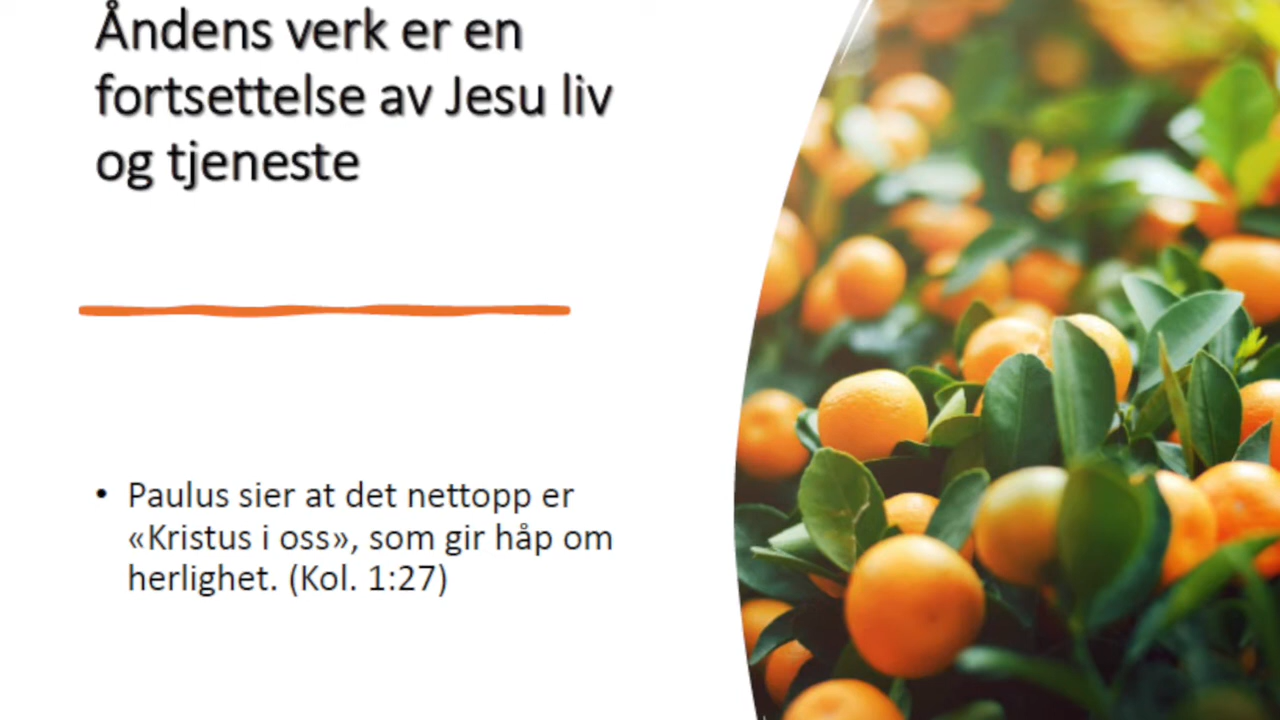 Åndens verk er en
fortsettelse av Jesu liv
og tjeneste
• Paulus sier at det nettopp er
«Kristus i oss», som gir håp om
herlighet. (Kol. 1:27)